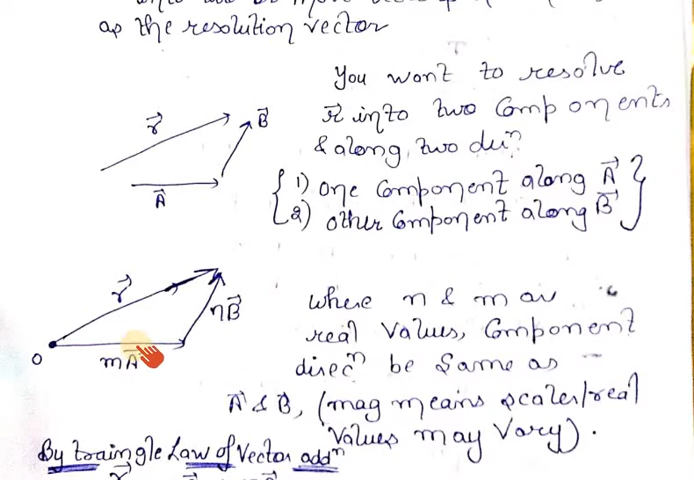 as the resolution vector
You want to resolve
r⃗ into two Components
& along two dirⁿ
r⃗
B⃗
A⃗
{ 1) one Component along A⃗
2) other Component along B⃗ }
r⃗
nB⃗
O
mA
where n & m are
real values, Component
direcⁿ be same as
A⃗ & B⃗, (mag means scaler/real
values may vary).
By traingle Law of Vector addⁿ